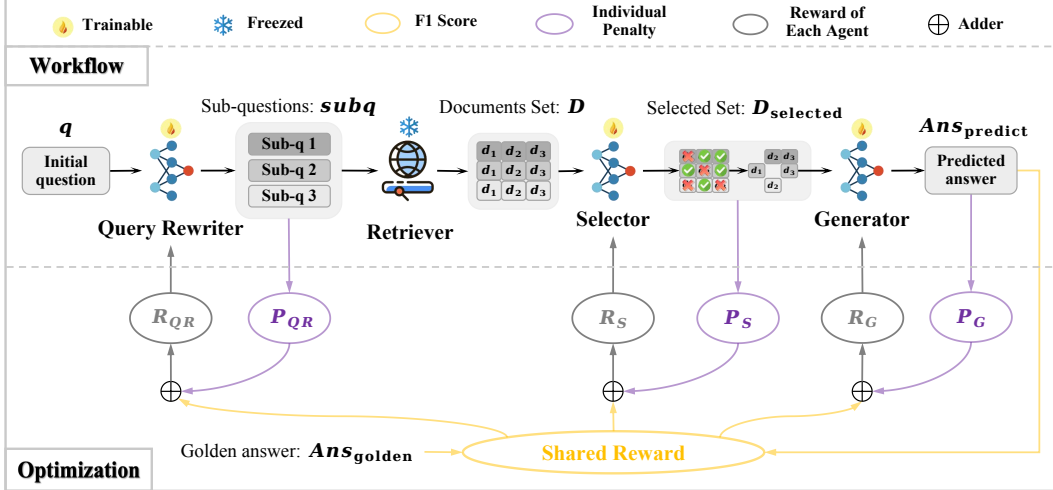 Trainable
Freezed
F1 Score
Individual
Penalty
Reward of
Each Agent
Adder
Workflow
q
Initial
question
Query Rewriter
Sub-questions: subq
Sub-q 1
Sub-q 2
Sub-q 3
Retriever
Documents Set: D
d1 d2 d3
d1 d2 d3
d1 d2 d3
Selector
Selected Set: Dselected
d2 d3
d1 d3
d2
Generator
Anspredict
Predicted
answer
RQR
PQR
RS
PS
RG
PG
Golden answer: Ansgolden
Shared Reward
Optimization